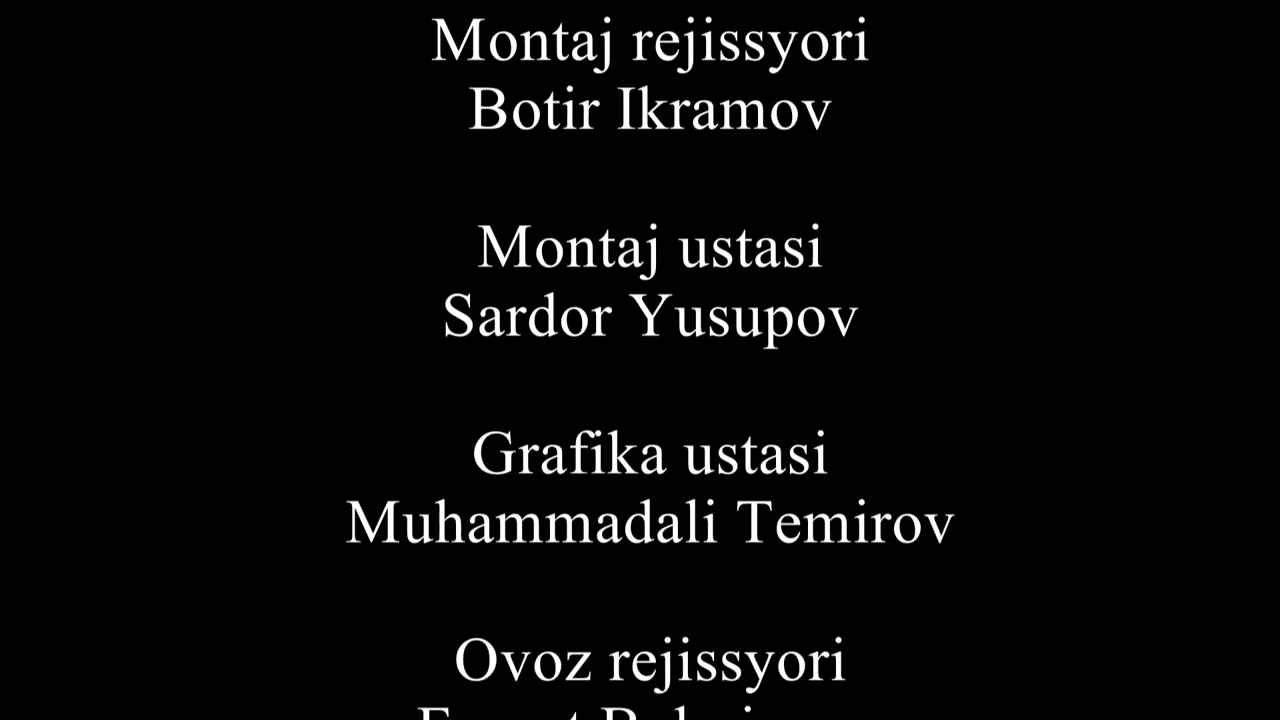 Montaj rejissyori
Botir Ikramov
Montaj ustasi
Sardor Yusupov
Grafika ustasi
Muhammadali Temirov
Ovoz rejissyori